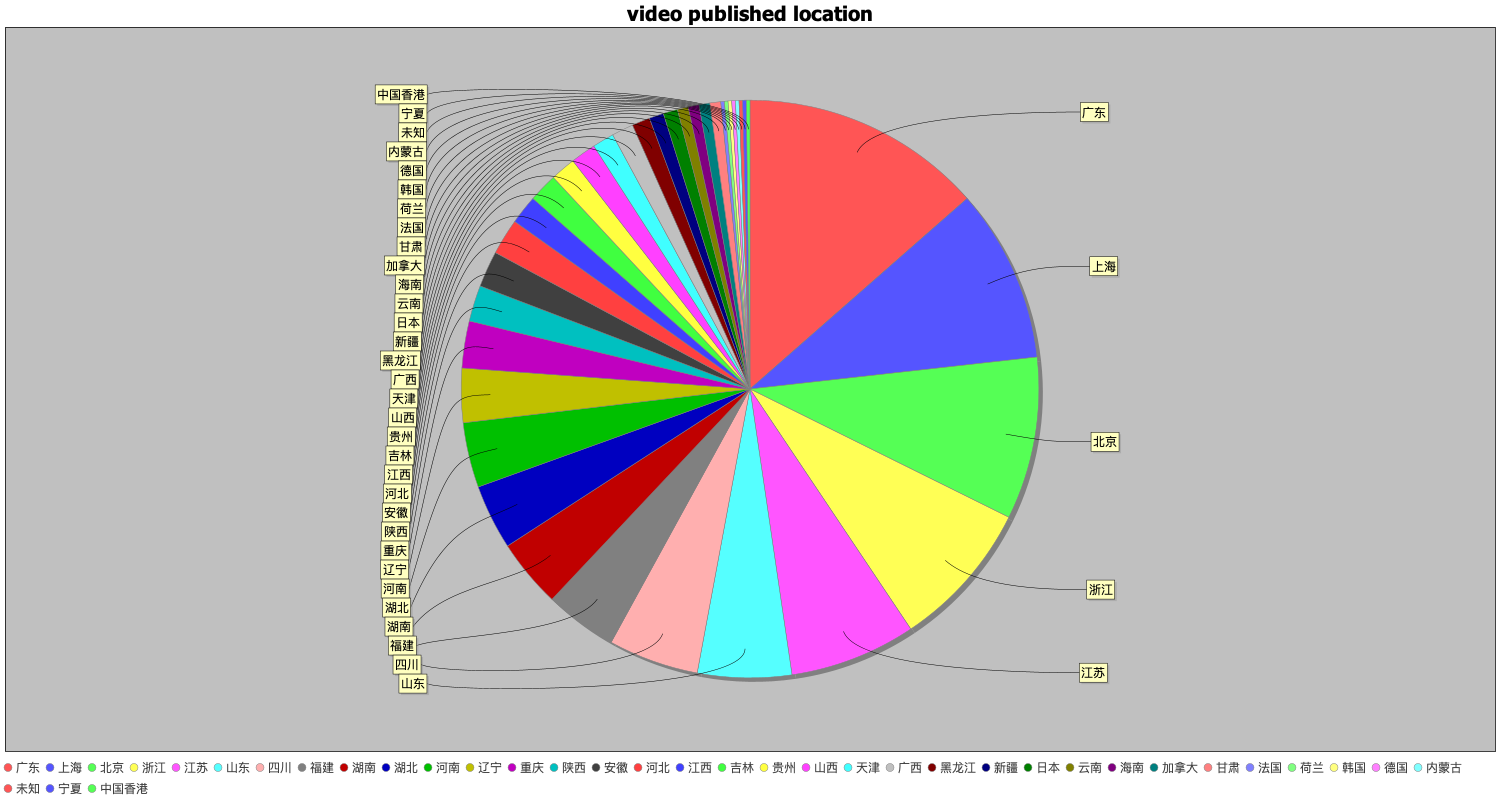 video published location
中国香港
宁夏
未知
内蒙古
德国
韩国
荷兰
法国
甘肃
加拿大
海南
云南
日本
新疆
黑龙江
广西
天津
山西
贵州
吉林
江西
河北
安徽
陕西
重庆
辽宁
河南
湖北
湖南
福建
四川
山东
广东
上海
北京
浙江
江苏
广东 上海 北京 浙江 江苏 山东 四川 福建 湖南 湖北 河南 辽宁 重庆 陕西 安徽 河北 江西 吉林 贵州 山西 天津 广西 黑龙江 新疆 日本 云南 海南 加拿大 甘肃 法国 荷兰 韩国 德国 内蒙古
未知 宁夏 中国香港